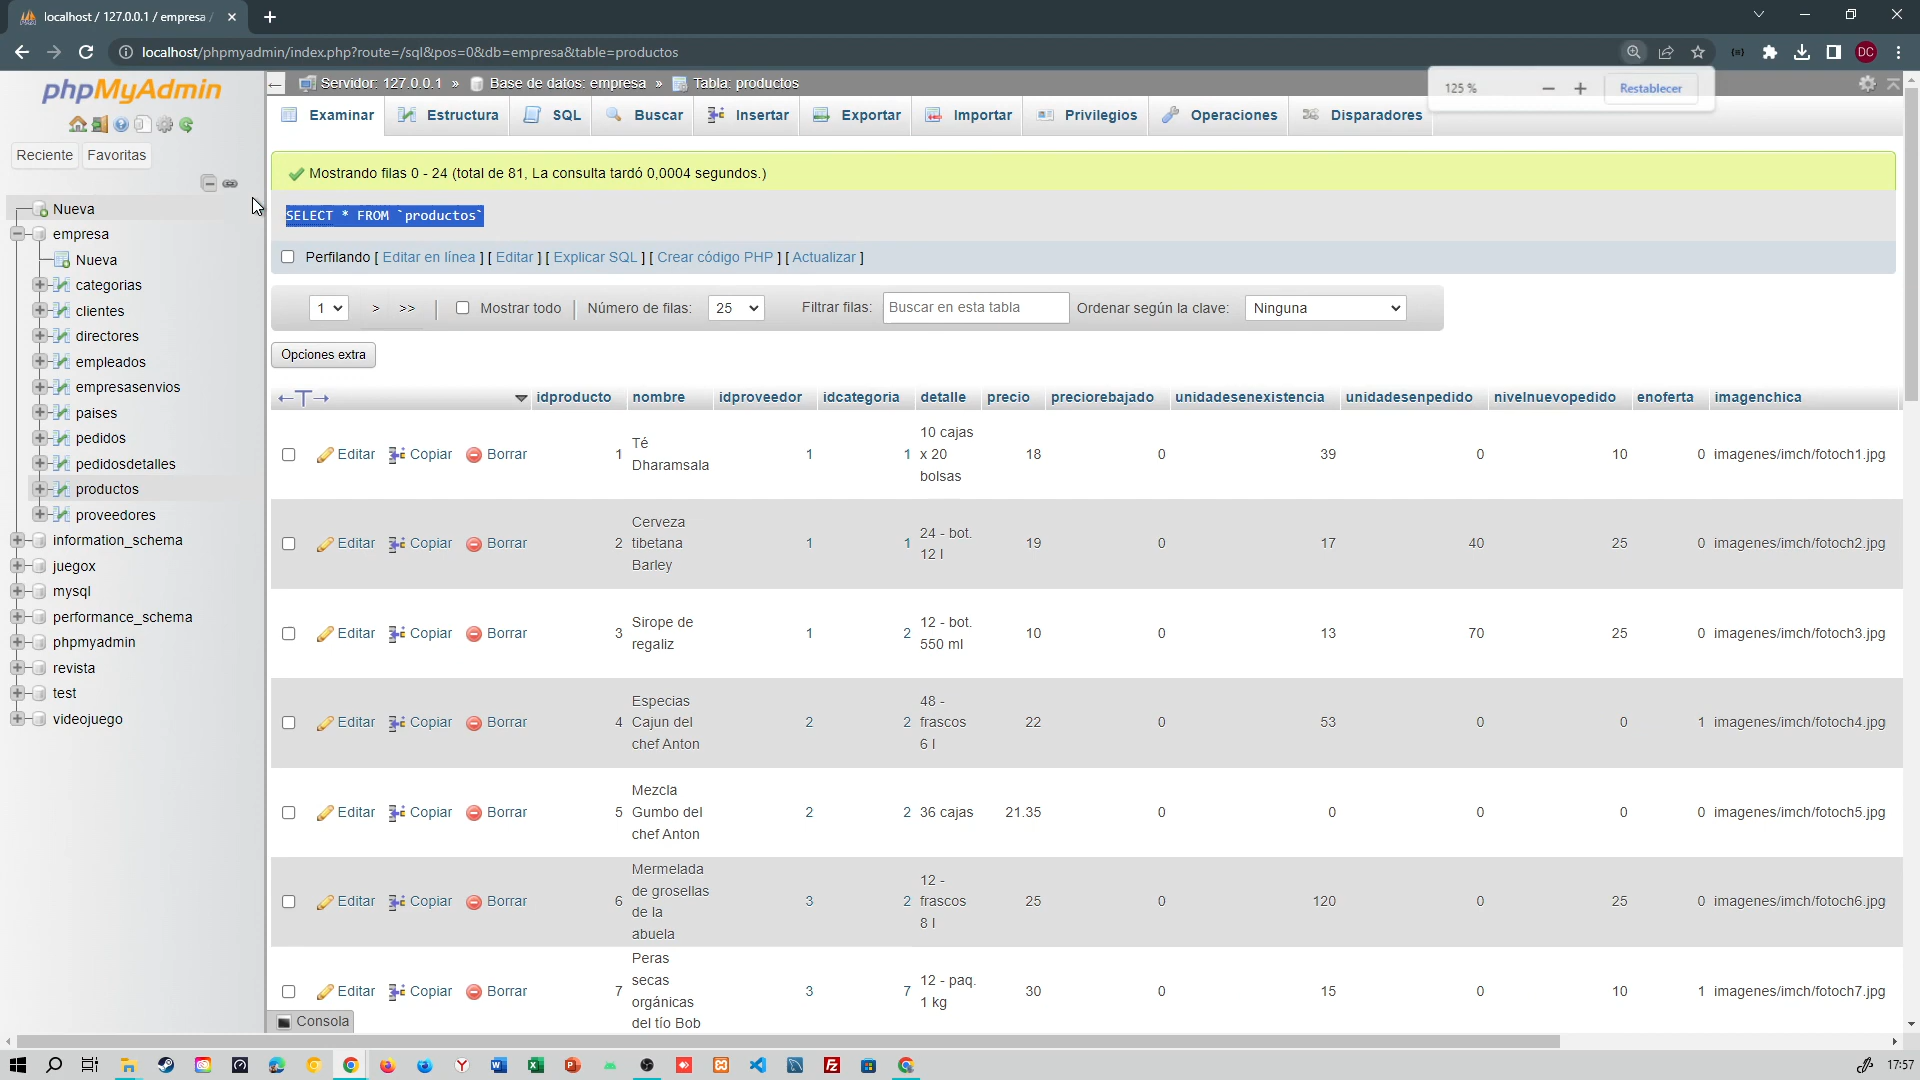 localhost / 127.0.0.1 / empresa /
localhost/phpmyadmin/index.php?route=/sql&pos=0&db=empresa&table=productos
DC
phpMyAdmin
Reciente Favoritas
Nueva
empresa
Nueva
categorias
clientes
directores
empleados
empresasenvios
paises
pedidos
pedidosdetalles
productos
proveedores
information_schema
juegox
mysql
performance_schema
phpmyadmin
revista
test
videojuego
Servidor: 127.0.0.1 » Base de datos: empresa » Tabla: productos
125 % − + Restablecer
Examinar Estructura SQL Buscar Insertar Exportar Importar Privilegios Operaciones Disparadores
Mostrando filas 0 - 24 (total de 81, La consulta tardó 0,0004 segundos.)
SELECT * FROM `productos`
Perfilando [ Editar en línea ] [ Editar ] [ Explicar SQL ] [ Crear código PHP ] [ Actualizar ]
1 > >> | Mostrar todo | Número de filas: 25 Filtrar filas: Buscar en esta tabla Ordenar según la clave: Ninguna
Opciones extra
←T→ idproducto nombre idproveedor idcategoria detalle precio preciorebajado unidadesenexistencia unidadesenpedido nivelnuevopedido enoferta imagenchica
Editar Copiar Borrar 1 Té Dharamsala 1 1 10 cajas x 20 bolsas 18 0 39 0 10 0 imagenes/imch/fotoch1.jpg
Editar Copiar Borrar 2 Cerveza tibetana Barley 1 1 24 - bot. 12 l 19 0 17 40 25 0 imagenes/imch/fotoch2.jpg
Editar Copiar Borrar 3 Sirope de regaliz 1 2 12 - bot. 550 ml 10 0 13 70 25 0 imagenes/imch/fotoch3.jpg
Editar Copiar Borrar 4 Especias Cajun del chef Anton 2 2 48 - frascos 6 l 22 0 53 0 0 1 imagenes/imch/fotoch4.jpg
Editar Copiar Borrar 5 Mezcla Gumbo del chef Anton 2 2 36 cajas 21.35 0 0 0 0 0 imagenes/imch/fotoch5.jpg
Editar Copiar Borrar 6 Mermelada de grosellas de la abuela 3 2 12 - frascos 8 l 25 0 120 0 25 0 imagenes/imch/fotoch6.jpg
Editar Copiar Borrar 7 Peras secas orgánicas del tío Bob 3 7 12 - paq. 1 kg 30 0 15 0 10 1 imagenes/imch/fotoch7.jpg
Consola
17:57